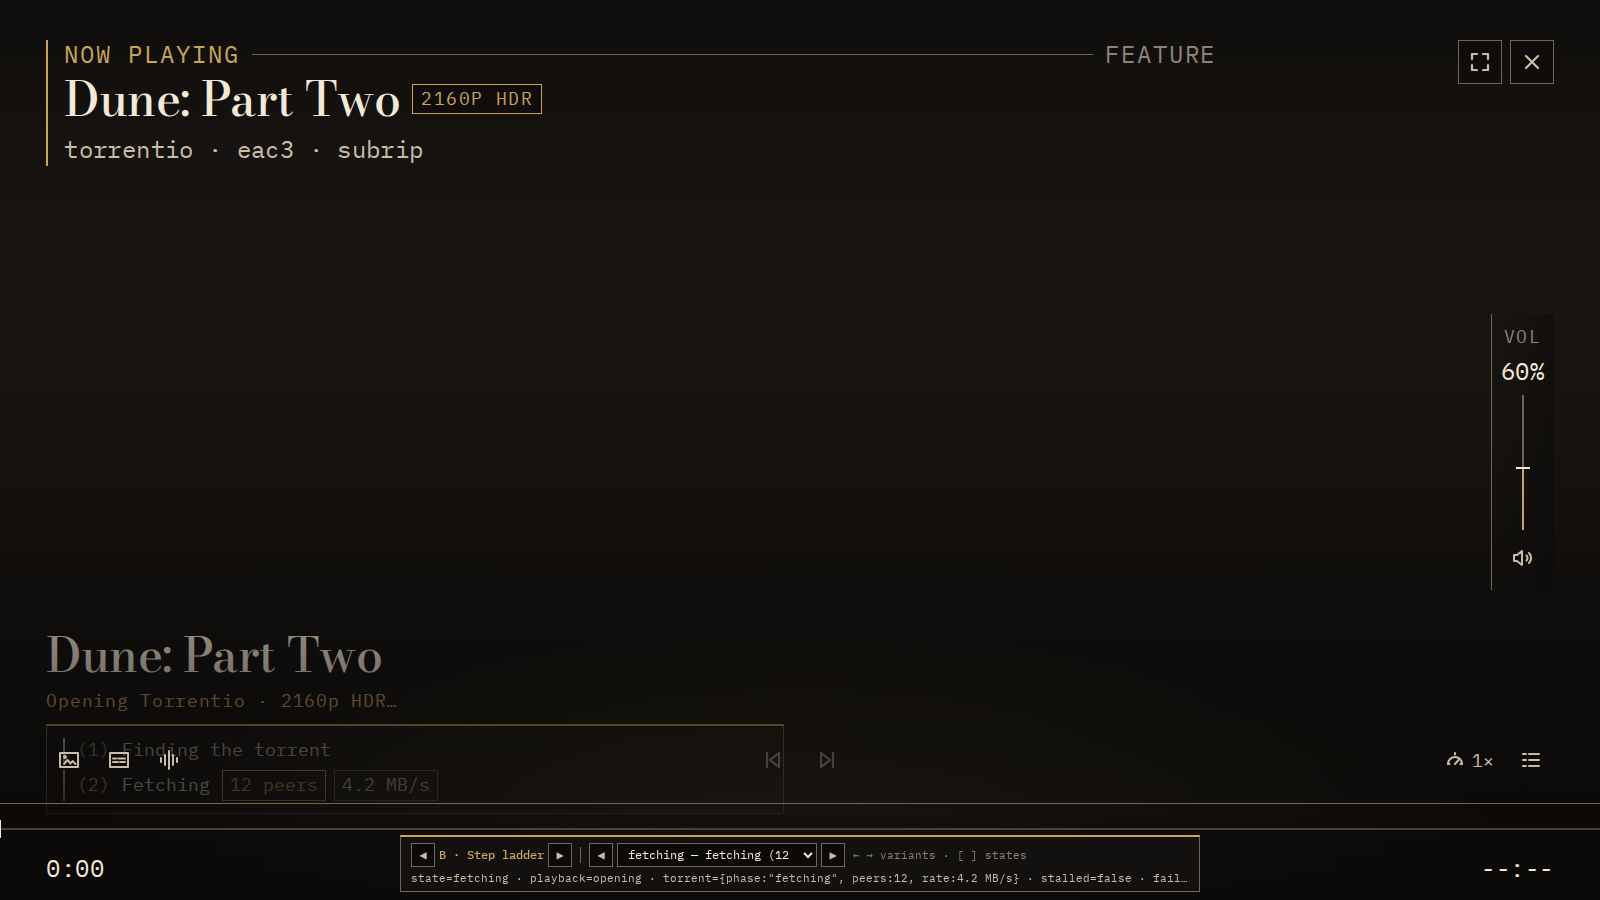 NOW PLAYING
FEATURE
Dune: Part Two 2160P HDR
torrentio · eac3 · subrip
VOL
60%
Dune: Part Two
Opening Torrentio · 2160p HDR…
(1) Finding the torrent
(2) Fetching 12 peers 4.2 MB/s
1×
0:00
--:--
◀ B · Step ladder ▶ | ◀ fetching — fetching (12 ▶ ← → variants · [ ] states
state=fetching · playback=opening · torrent={phase:"fetching", peers:12, rate:4.2 MB/s} · stalled=false · fail…